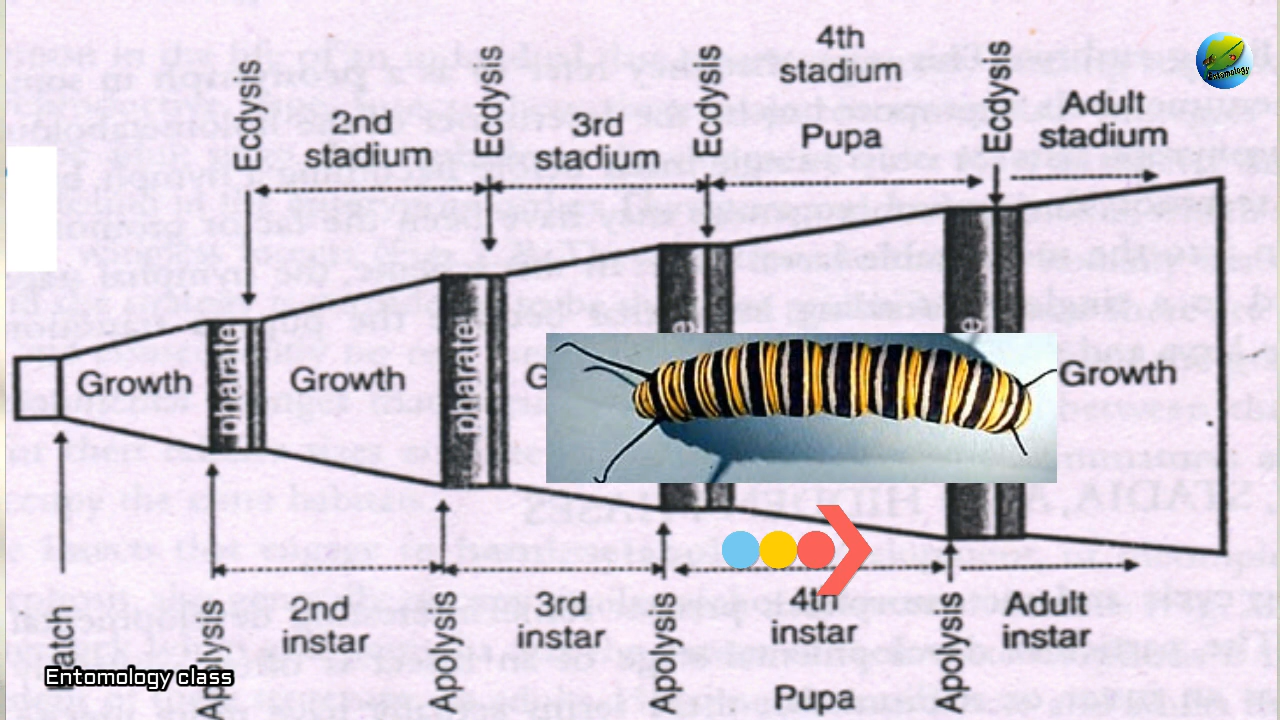 Ecdysis
2nd
stadium
Ecdysis
3rd
stadium
Ecdysis
4th
stadium
Pupa
Ecdysis
Adult
stadium
Entomology
Growth
pharate
Growth
pharate
Growth
Apolysis
2nd
instar
Apolysis
3rd
instar
Apolysis
4th
instar
Pupa
Apolysis
Adult
instar
Entomology class